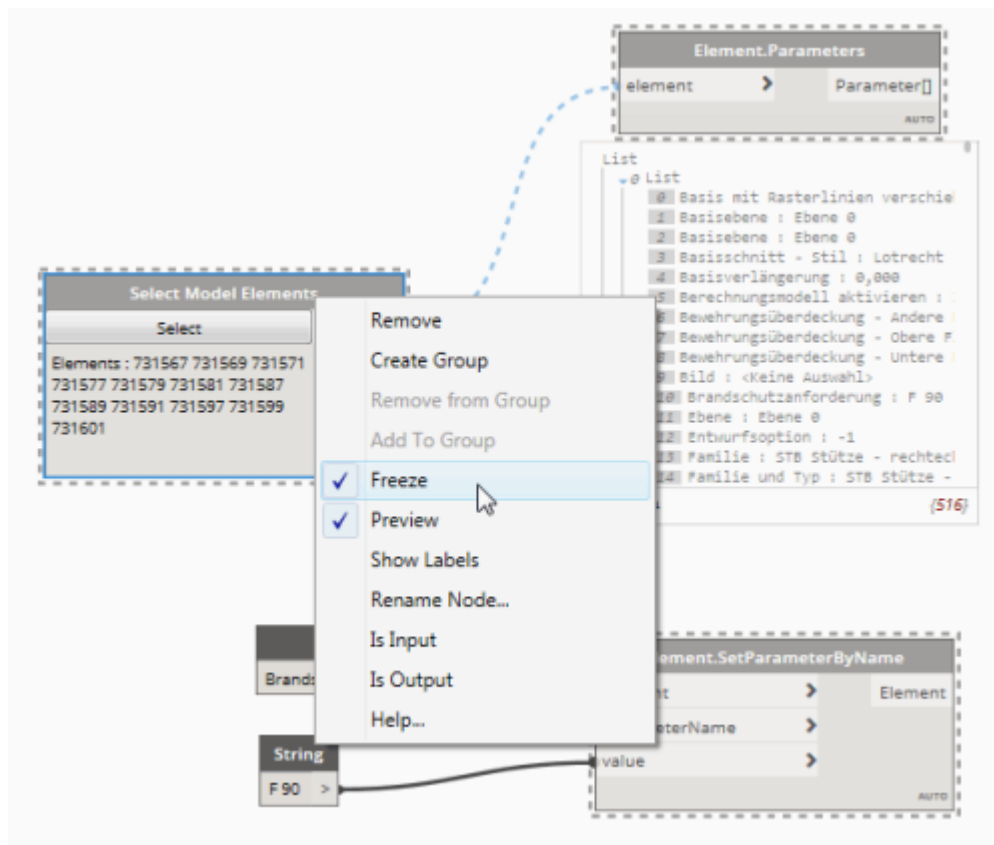 Element.Parameters
element > Parameter[]
AUTO
List
0 List
0 Basis mit Rasterlinien verschie
1 Basisebene : Ebene 0
2 Basisebene : Ebene 0
3 Basisschnitt - Stil : Lotrecht
4 Basisverlängerung : 0,000
5 Berechnungsmodell aktivieren :
6 Bewehrungsüberdeckung - Andere
7 Bewehrungsüberdeckung - Obere F
8 Bewehrungsüberdeckung - Untere
9 Bild : <Keine Auswahl>
10 Brandschutzanforderung : F 90
11 Ebene : Ebene 0
12 Entwurfsoption : -1
13 Familie : STB Stütze - rechtec
14 Familie und Typ : STB Stütze -
{516}
Select Model Elements
Select
Elements : 731567 731569 731571
731577 731579 731581 731587
731589 731591 731597 731599
731601
Remove
Create Group
Remove from Group
Add To Group
Freeze
Preview
Show Labels
Rename Node...
Is Input
Is Output
Help...
Brands
String
F 90 >
ement.SetParameterByName
nt > Element
eterName >
value >
AUTO